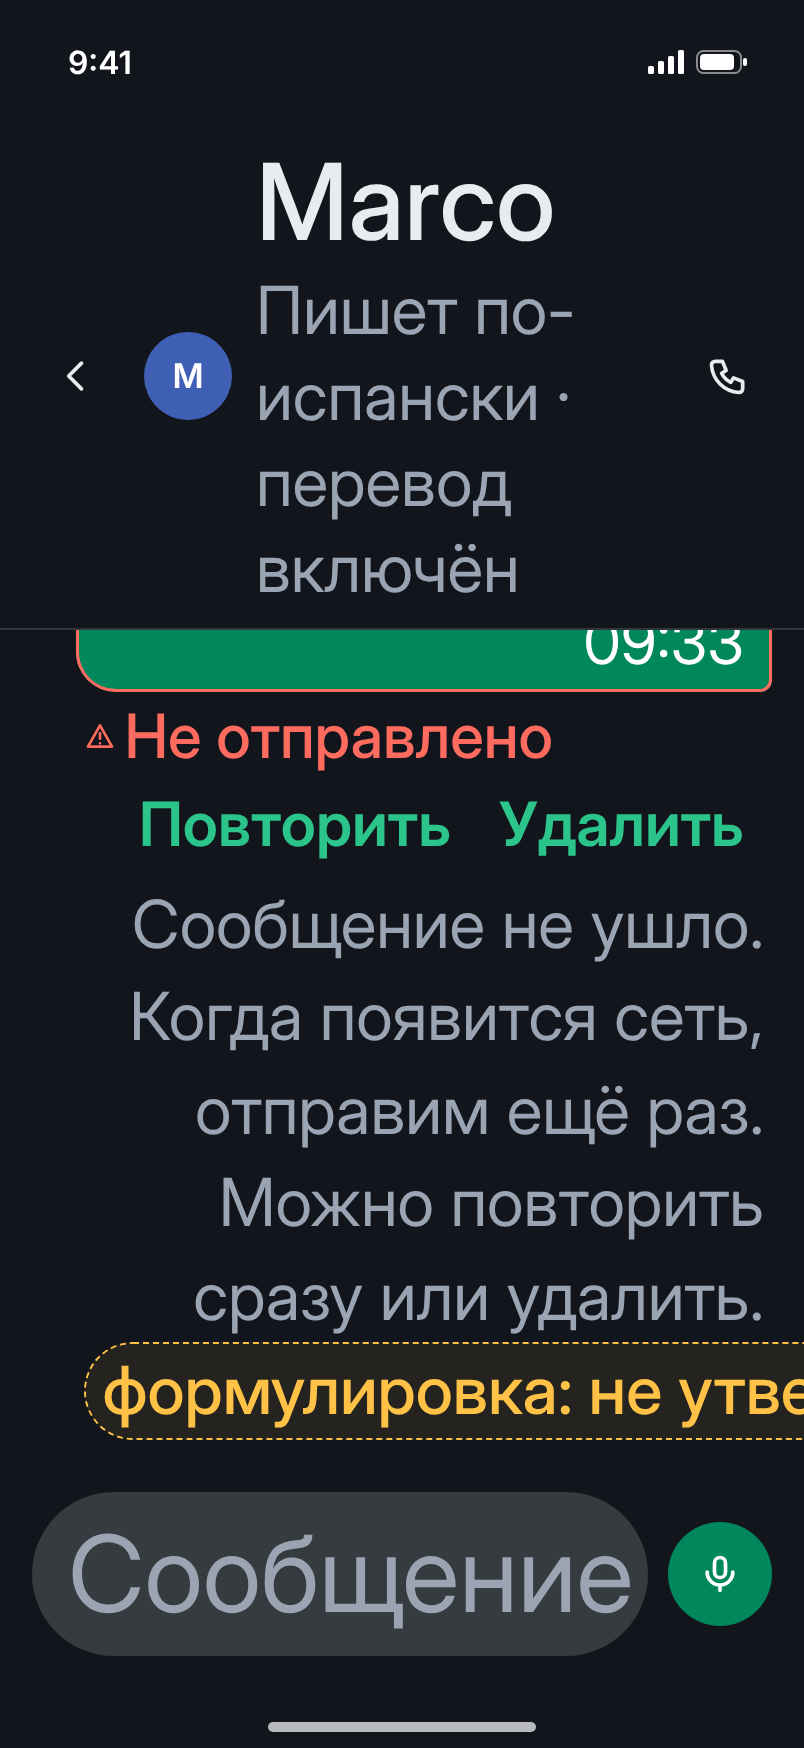 9:41
Marco
Пишет по-
испански ·
перевод
включён
M
09:33
Не отправлено
Повторить Удалить
Сообщение не ушло.
Когда появится сеть,
отправим ещё раз.
Можно повторить
сразу или удалить.
формулировка: не утве
Сообщение